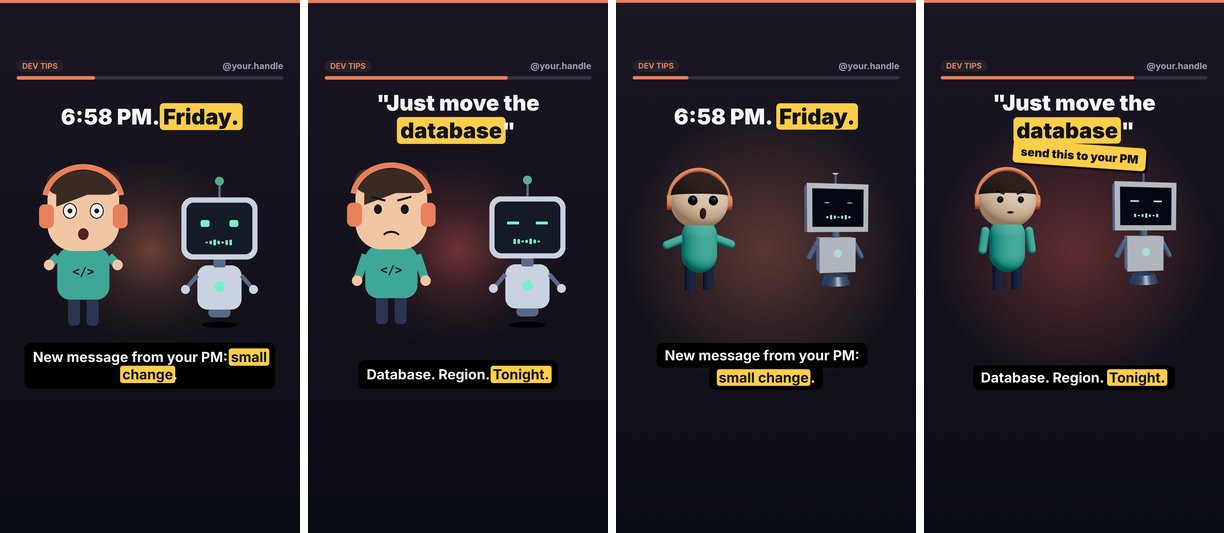 DEV TIPS
@your.handle
6:58 PM. Friday.
</>
New message from your PM: small
change.
DEV TIPS
@your.handle
"Just move the
database"
</>
Database. Region. Tonight.
DEV TIPS
@your.handle
6:58 PM. Friday.
New message from your PM:
small change.
DEV TIPS
@your.handle
"Just move the
database"
send this to your PM
Database. Region. Tonight.